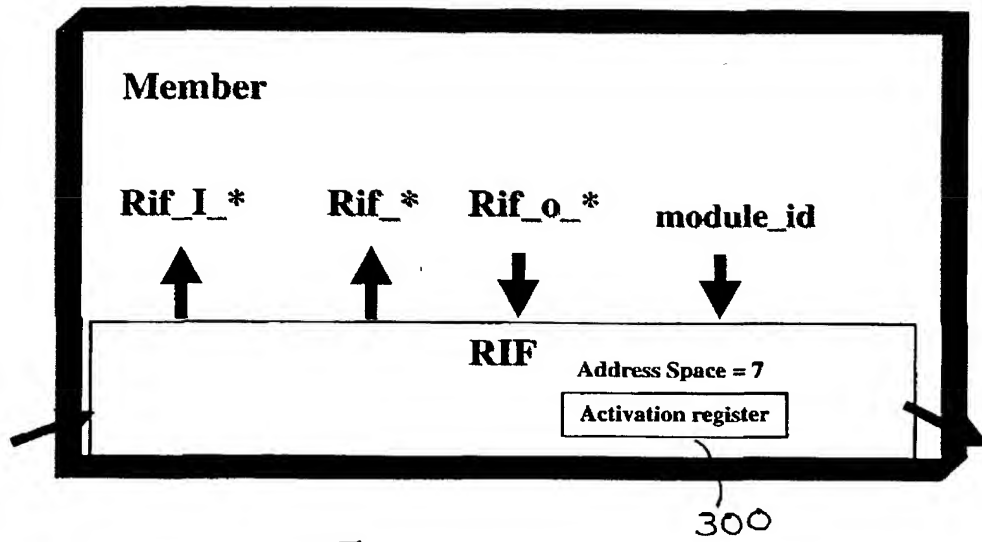 Member
Rif_I_* Rif_* Rif_o_* module_id
RIF
Address Space = 7
Activation register
300